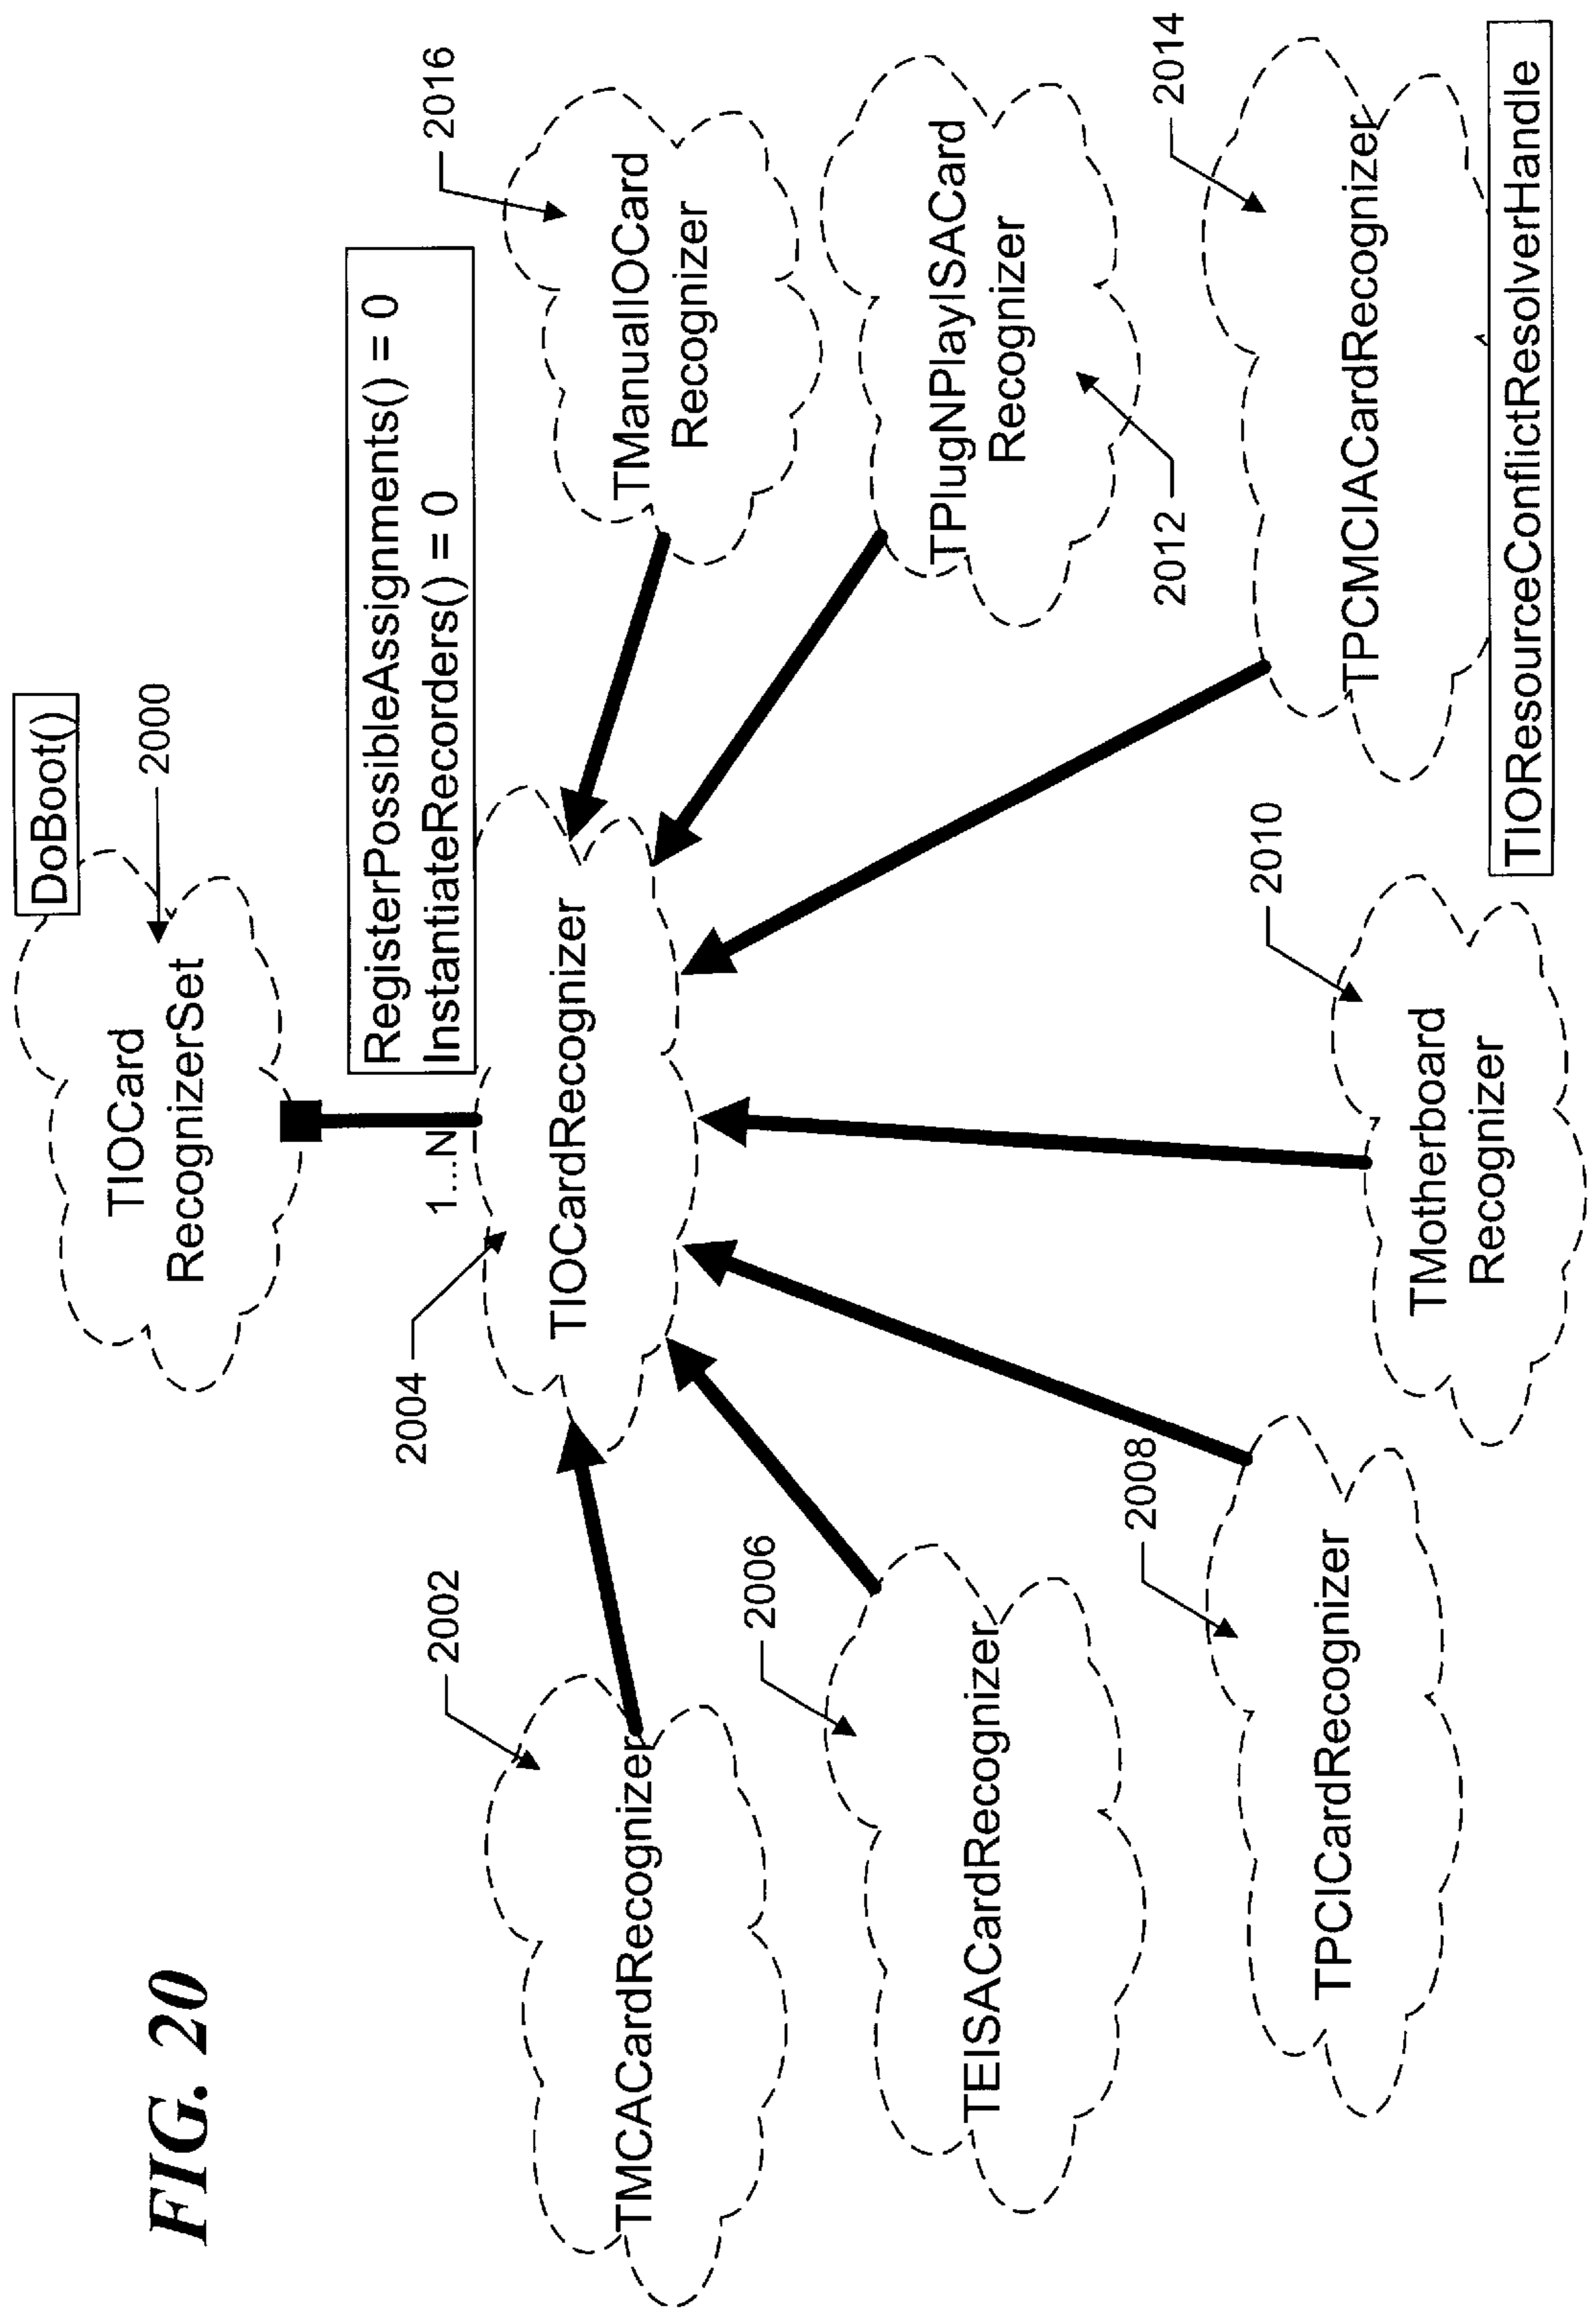 FIG. 20
DoBoot()
2000
TIOCard
RecognizerSet
RegisterPossibleAssignments() = 0
InstantiateRecorders() = 0
1...N
2004
TIOCardRecognizer
2016
TManualIOCard
Recognizer
2002
TMCACardRecognizer
2006
TEISACardRecognizer
TPlugNPlayISACard
Recognizer
2012
2008
TPCICardRecognizer
2010
TMotherboard
Recognizer
2014
TPCMCIACardRecognizer
TIOResourceConflictResolverHandle